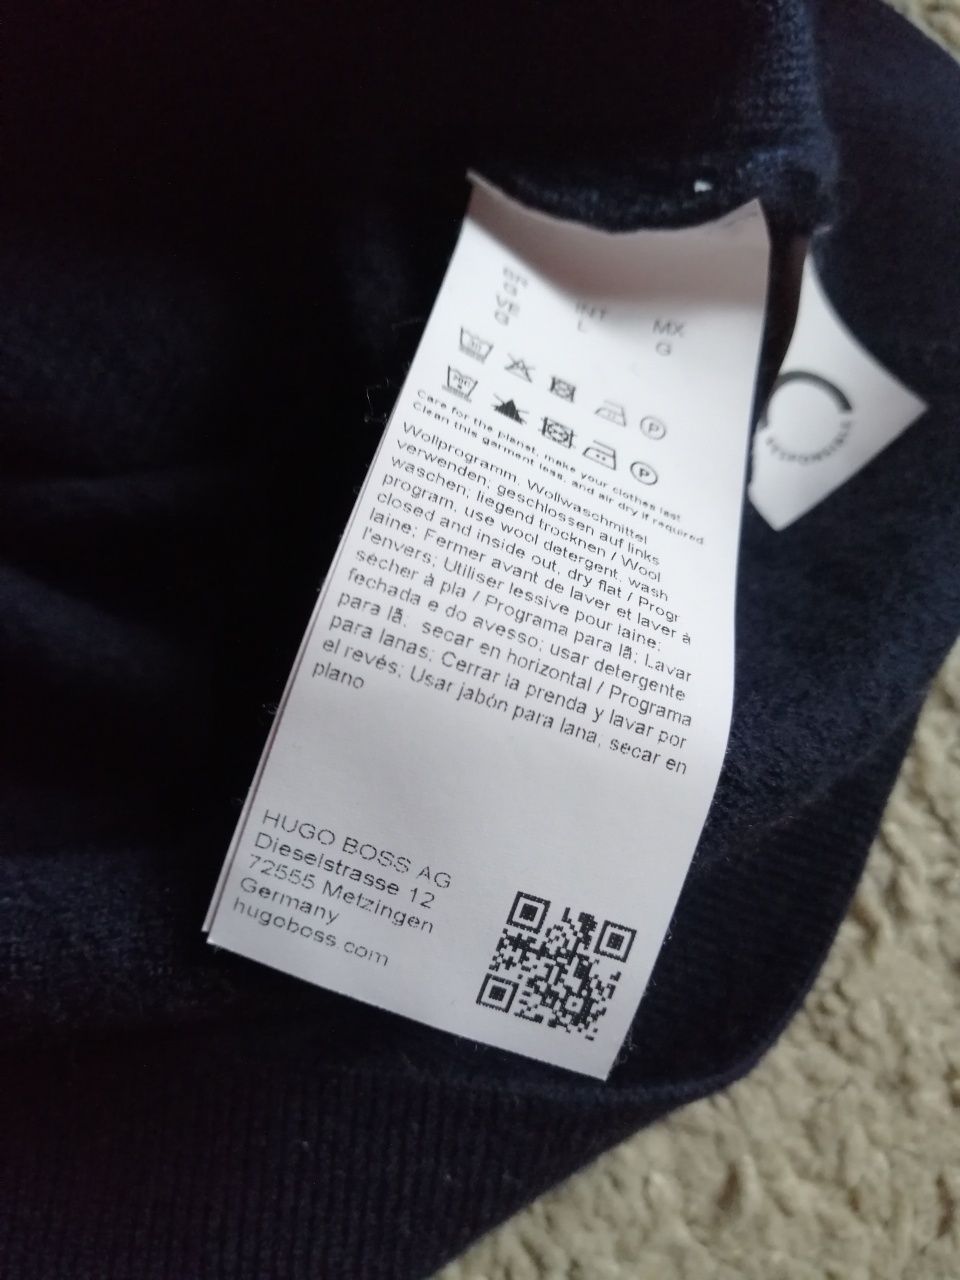 BR
G
VE
G
INT
L
MX
G
Care for the planet, make your clothes last
Clean this garment less, and air dry if required
Wollprogramm. Wollwaschmittel
verwenden; geschlossen auf links
waschen; liegend trocknen / Wool
program, use wool detergent, wash
closed and inside out, dry flat / Progr
laine; Fermer avant de laver et laver à
l'envers; Utiliser lessive pour laine;
sécher à pla / Programa para lã; Lavar
fechada e do avesso; usar detergente
para lã; secar en horizontal / Programa
para lanas; Cerrar la prenda y lavar por
el revés; Usar jabón para lana; secar en
plano
HUGO BOSS AG
Dieselstrasse 12
72555 Metzingen
Germany
hugoboss.com
RESPONSIBLE